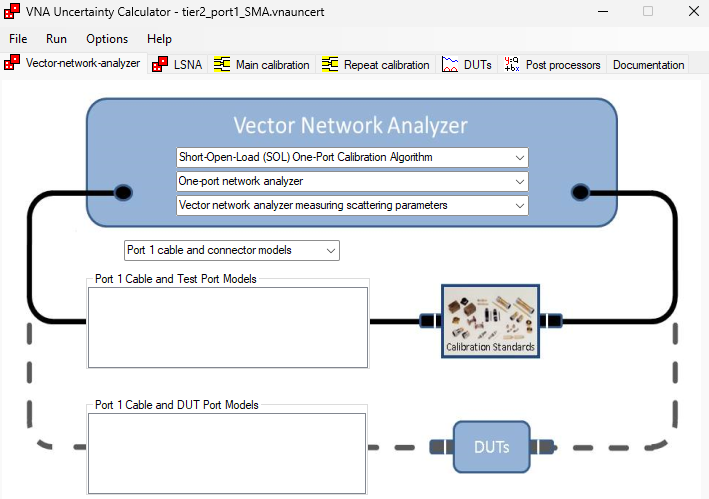 VNA Uncertainty Calculator - tier2_port1_SMA.vnauncert
File Run Options Help
Vector-network-analyzer LSNA Main calibration Repeat calibration DUTs Post processors Documentation
Vector Network Analyzer
Short-Open-Load (SOL) One-Port Calibration Algorithm
One-port network analyzer
Vector network analyzer measuring scattering parameters
Port 1 cable and connector models
Port 1 Cable and Test Port Models
Calibration Standards
Port 1 Cable and DUT Port Models
DUTs